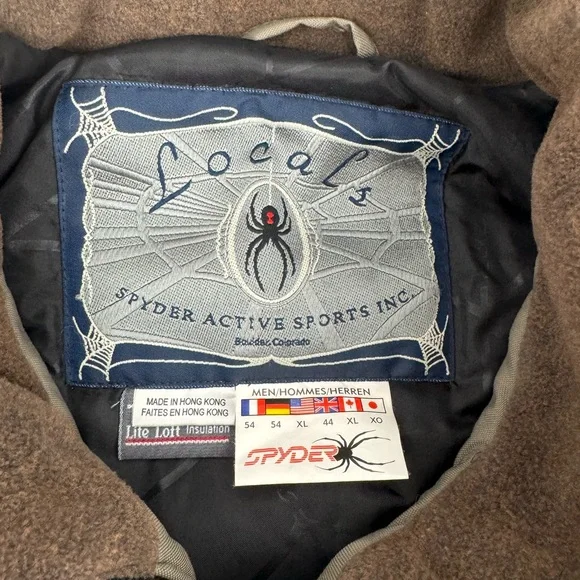 Locals
SPYDER ACTIVE SPORTS INC.
Boulder, Colorado
MADE IN HONG KONG
FAITES EN HONG KONG
Lite Loft Insulation
MEN/HOMMES/HERREN
54 54 XL 44 XL XO
SPYDER